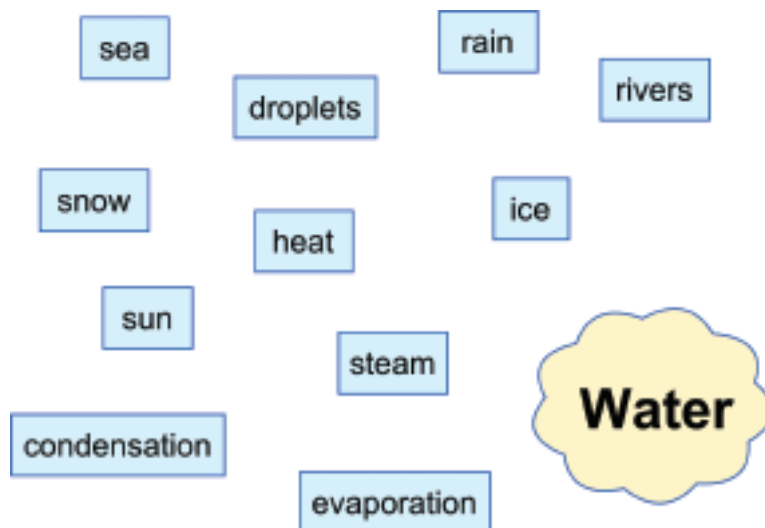 sea
rain
rivers
droplets
snow
ice
heat
sun
steam
Water
condensation
evaporation